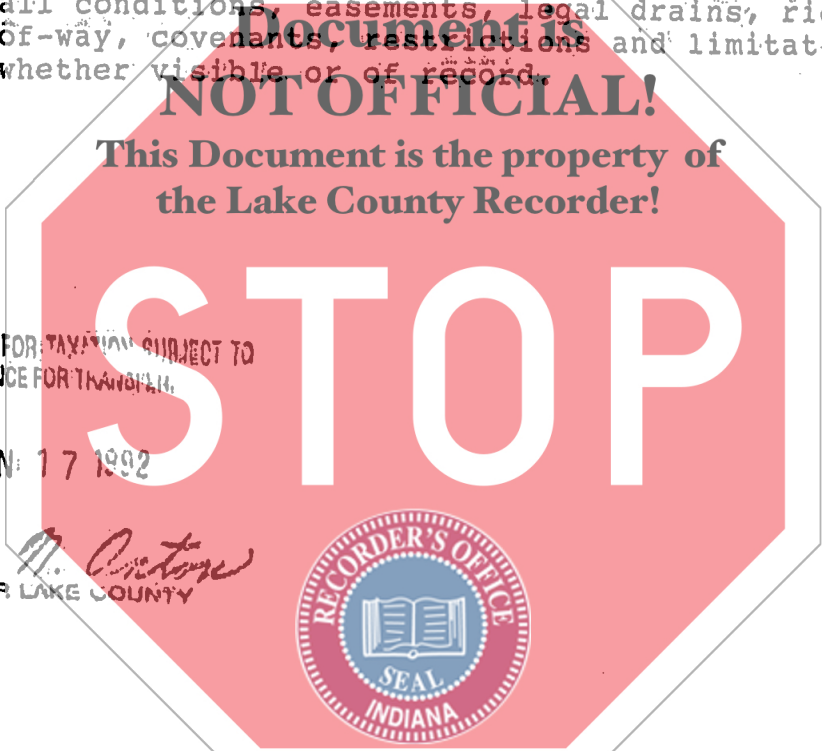 all conditions, easements, legal drains, ri
of-way, covenants, restrictions and limitat
whether visible or of record.
Document is
NOT OFFICIAL!
This Document is the property of
the Lake County Recorder!
STOP
FOR TAXATION SUBJECT TO
CE FOR TRANSFER.
N 17 1992
LAKE COUNTY
RECORDER'S OFFICE
SEAL
INDIANA